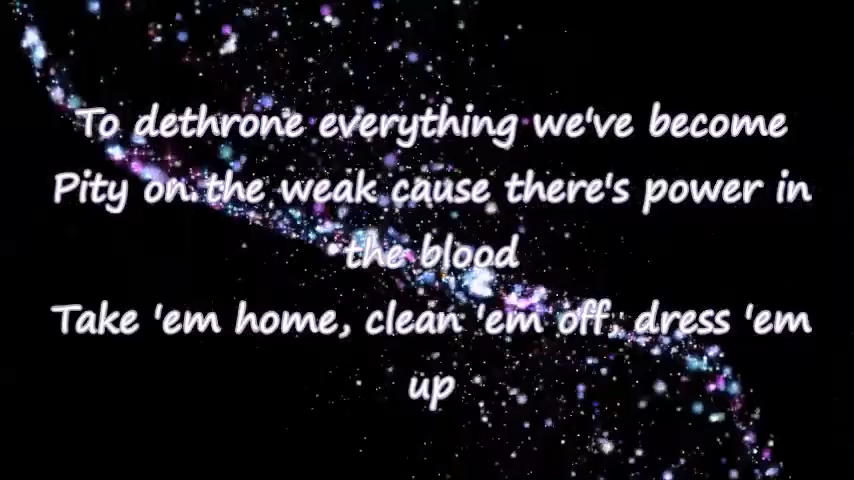 To dethrone everything we've become
Pity on the weak cause there's power in
the blood
Take 'em home, clean 'em off, dress 'em
up